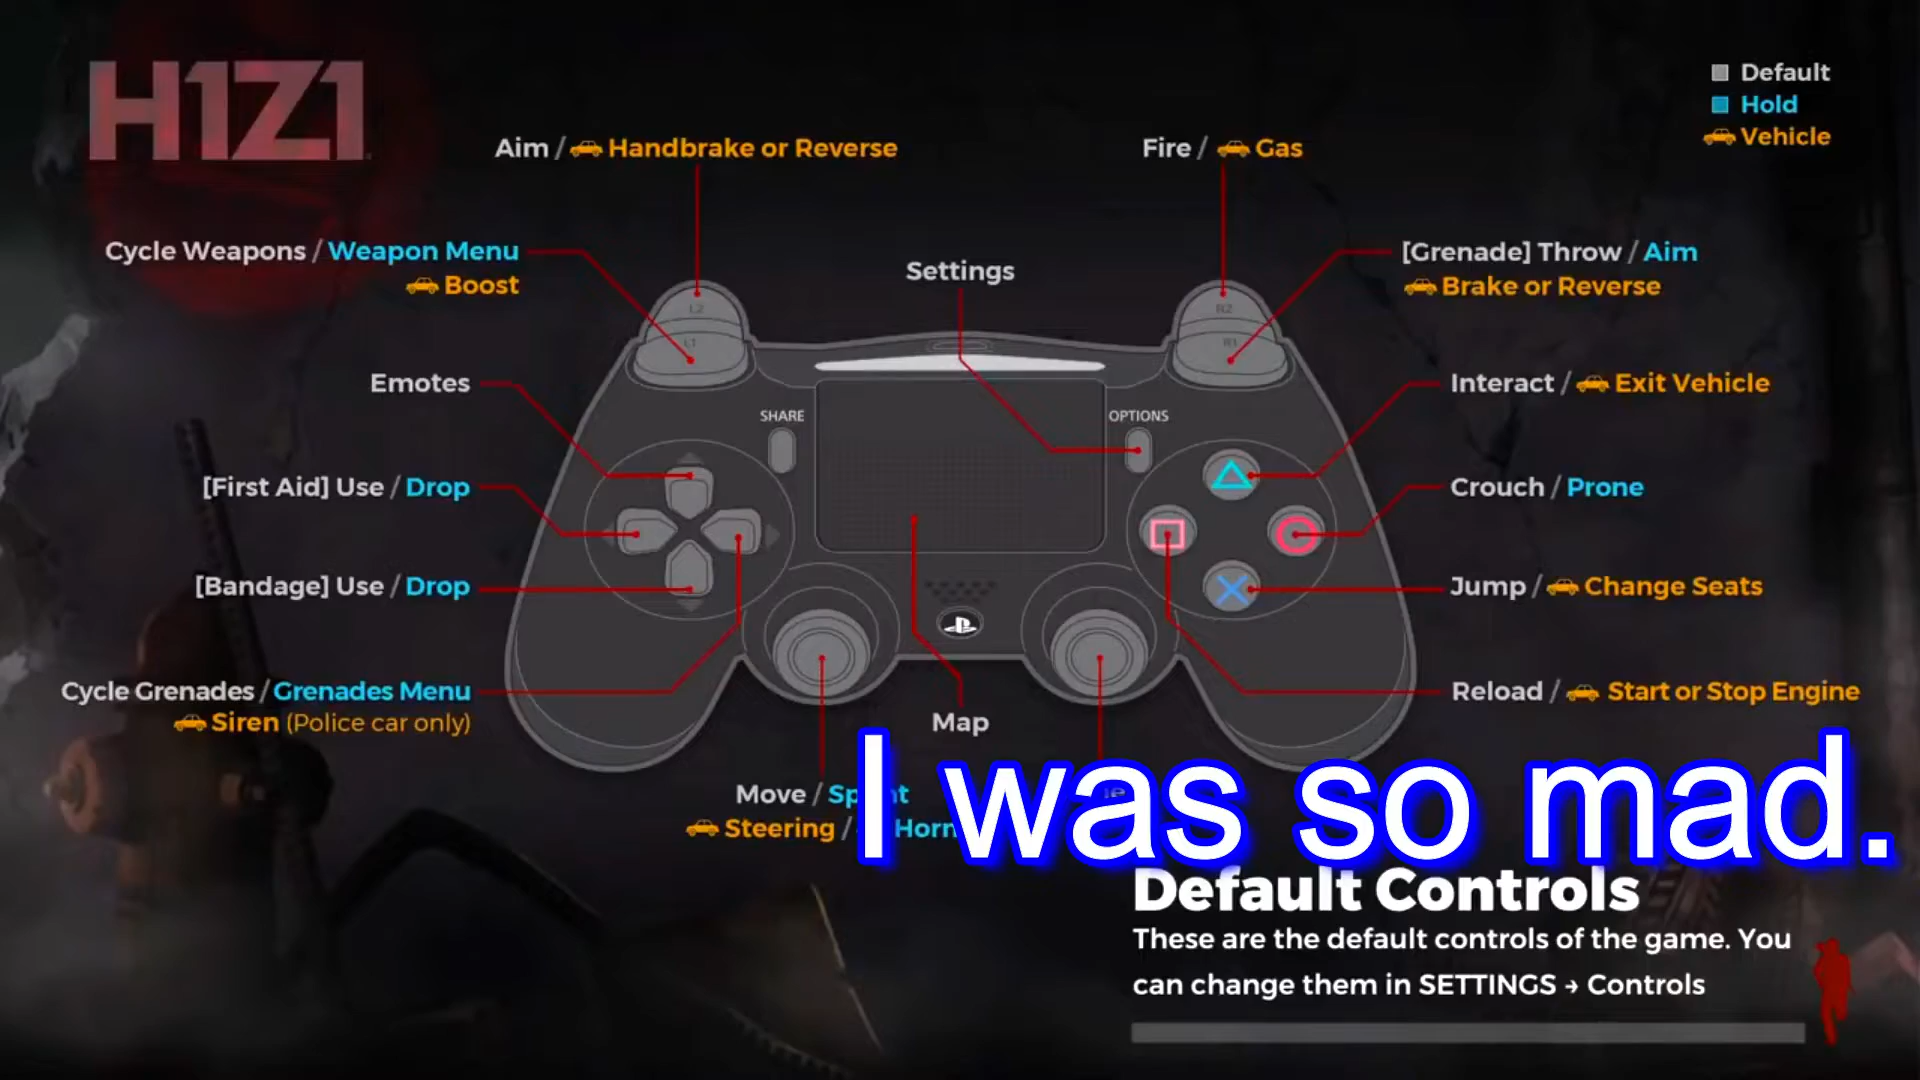 H1Z1
Default
Hold
Vehicle
Aim / Handbrake or Reverse
Fire / Gas
Cycle Weapons / Weapon Menu
Boost
Settings
[Grenade] Throw / Aim
Brake or Reverse
L2
L1
R2
R1
Emotes
SHARE
OPTIONS
Interact / Exit Vehicle
[First Aid] Use / Drop
Crouch / Prone
[Bandage] Use / Drop
Jump / Change Seats
Cycle Grenades / Grenades Menu
Siren (Police car only)
Map
Reload / Start or Stop Engine
Move /
Steering / Horn
I was so mad.
Default Controls
These are the default controls of the game. You
can change them in SETTINGS → Controls